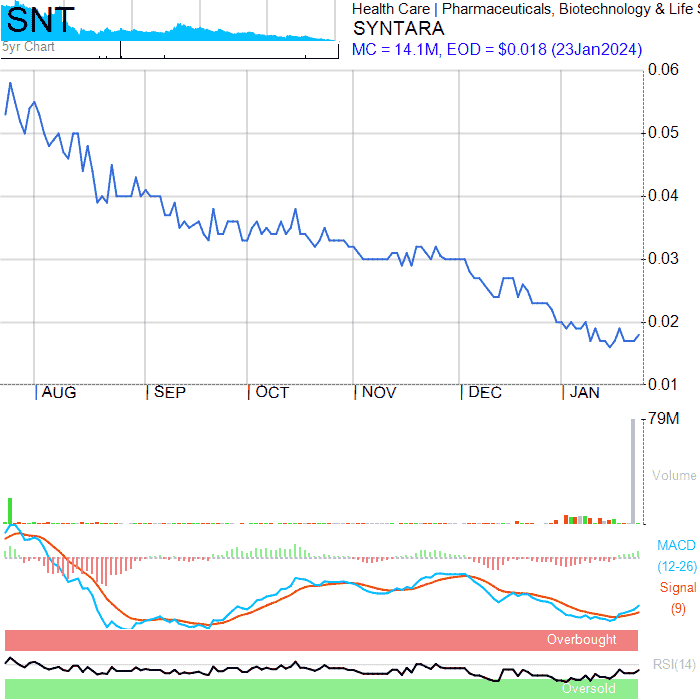 SNT
5yr Chart
Health Care | Pharmaceuticals, Biotechnology & Life S
SYNTARA
MC = 14.1M, EOD = $0.018 (23Jan2024)
0.06
0.05
0.04
0.03
0.02
0.01
AUG SEP OCT NOV DEC JAN
79M
Volume
MACD
(12-26)
Signal
(9)
Overbought
RSI(14)
Oversold